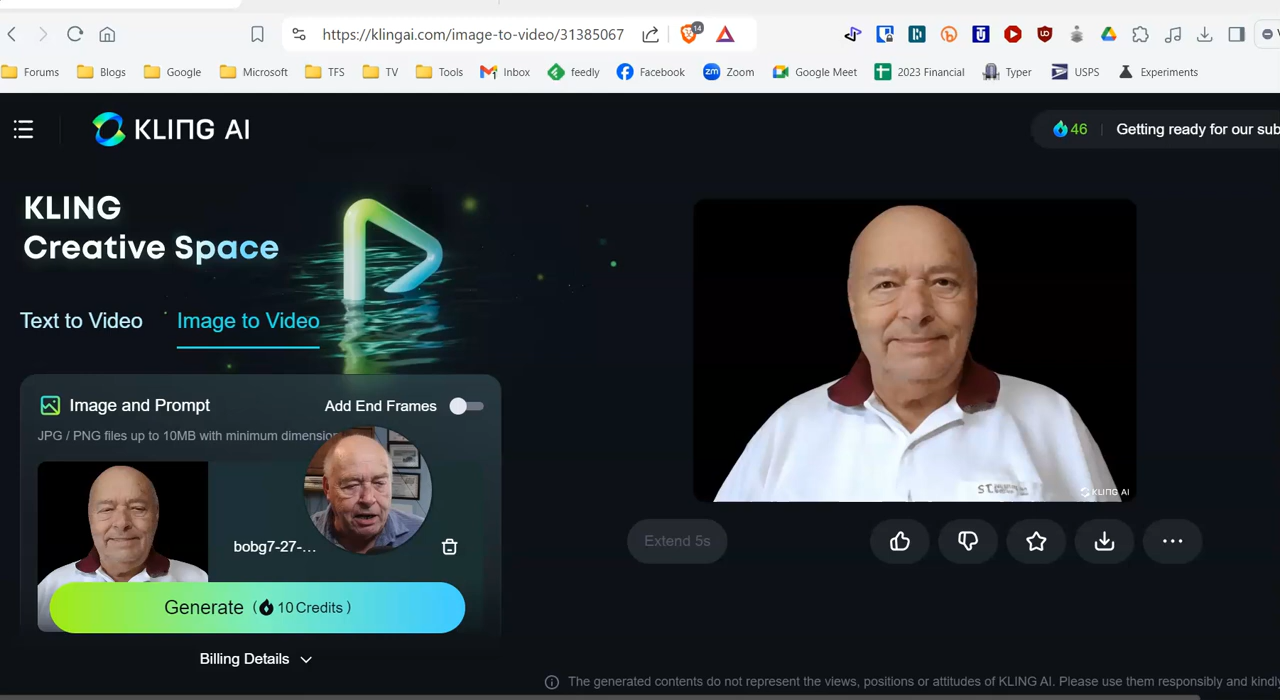 https://klingai.com/image-to-video/31385067
14
Forums Blogs Google Microsoft TFS TV Tools Inbox feedly Facebook Zoom Google Meet 2023 Financial Typer USPS Experiments
KLING AI
46 | Getting ready for our sub
KLING
Creative Space
Text to Video Image to Video
Image and Prompt Add End Frames
JPG / PNG files up to 10MB with minimum dimension
bobg7-27-...
KLING AI
Extend 5s
Generate ( 10 Credits )
Billing Details
The generated contents do not represent the views, positions or attitudes of KLING AI. Please use them responsibly and kindly